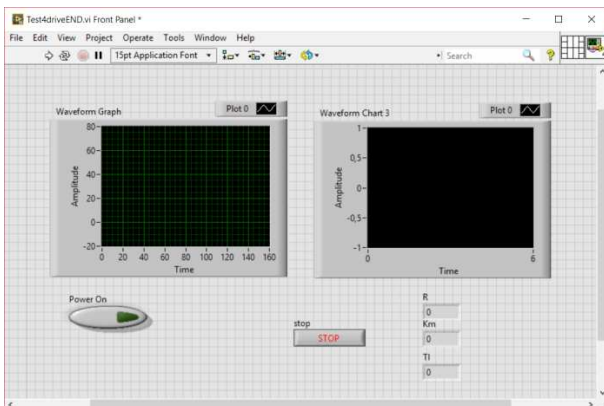 Test4driveEND.vi Front Panel *
File Edit View Project Operate Tools Window Help
15pt Application Font
Search
Waveform Graph
Plot 0
80
60
40
20
0
-20
Amplitude
0 20 40 60 80 100 120 140 160
Time
Waveform Chart 3
Plot 0
1
0,5
0
-0,5
-1
Amplitude
0 6
Time
Power On
stop
STOP
R
0
Km
0
TI
0